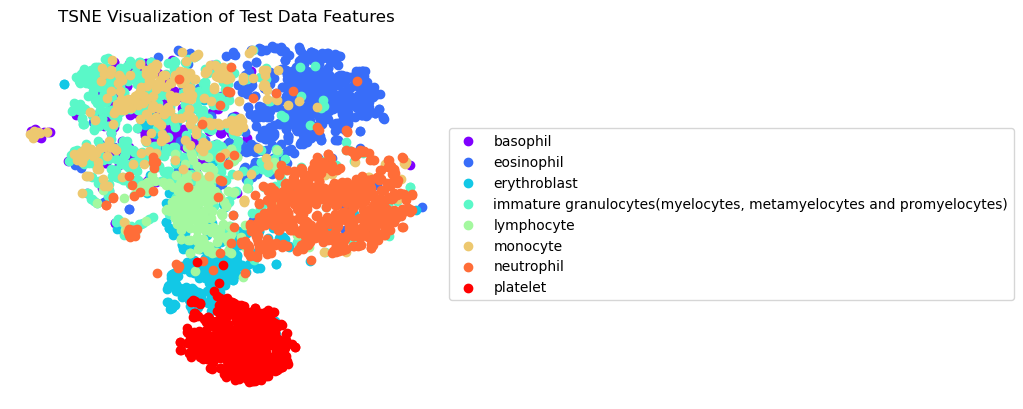 TSNE Visualization of Test Data Features
basophil
eosinophil
erythroblast
immature granulocytes(myelocytes, metamyelocytes and promyelocytes)
lymphocyte
monocyte
neutrophil
platelet